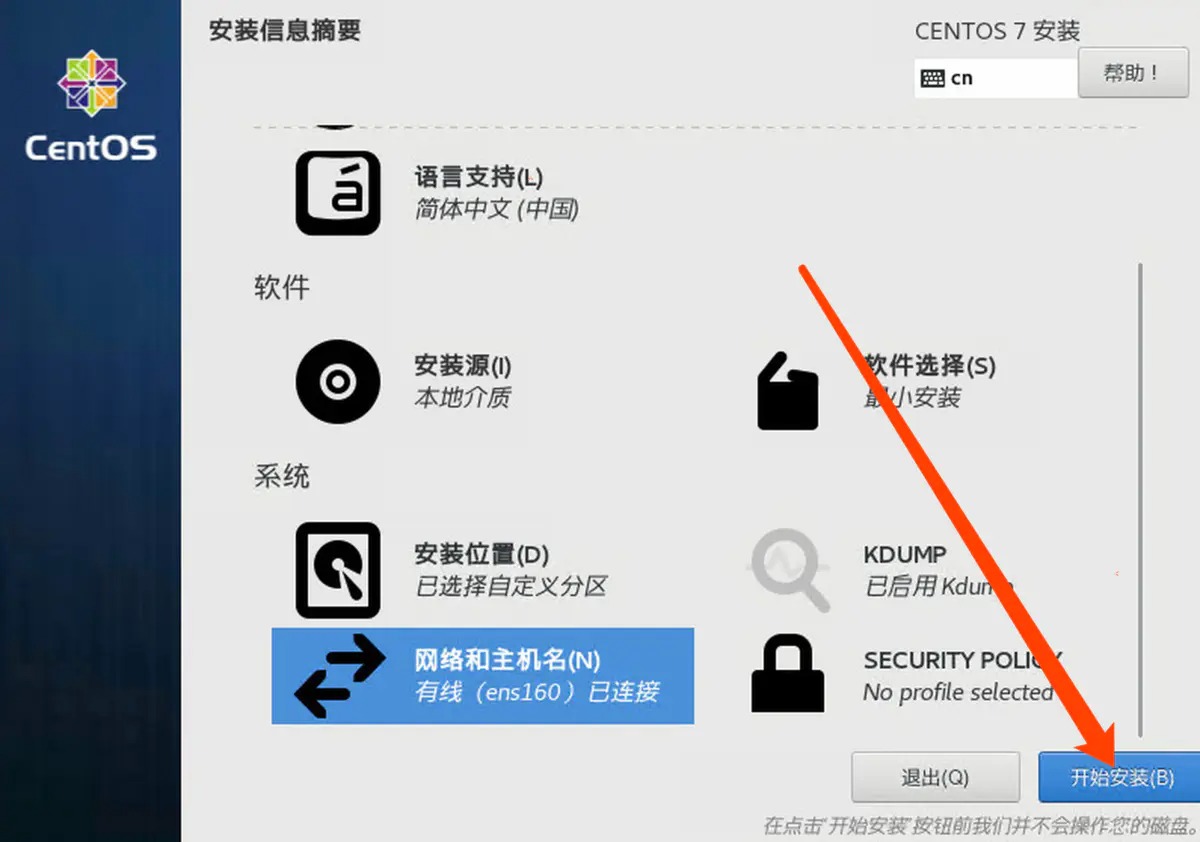 安装信息摘要
CENTOS 7 安装
cn
帮助！
CentOS
语言支持(L)
简体中文 (中国)
软件
安装源(I)
本地介质
软件选择(S)
最小安装
系统
安装位置(D)
已选择自定义分区
KDUMP
已启用 Kdump
网络和主机名(N)
有线（ens160）已连接
SECURITY POLICY
No profile selected
退出(Q)
开始安装(B)
在点击"开始安装"按钮前我们并不会操作您的磁盘。